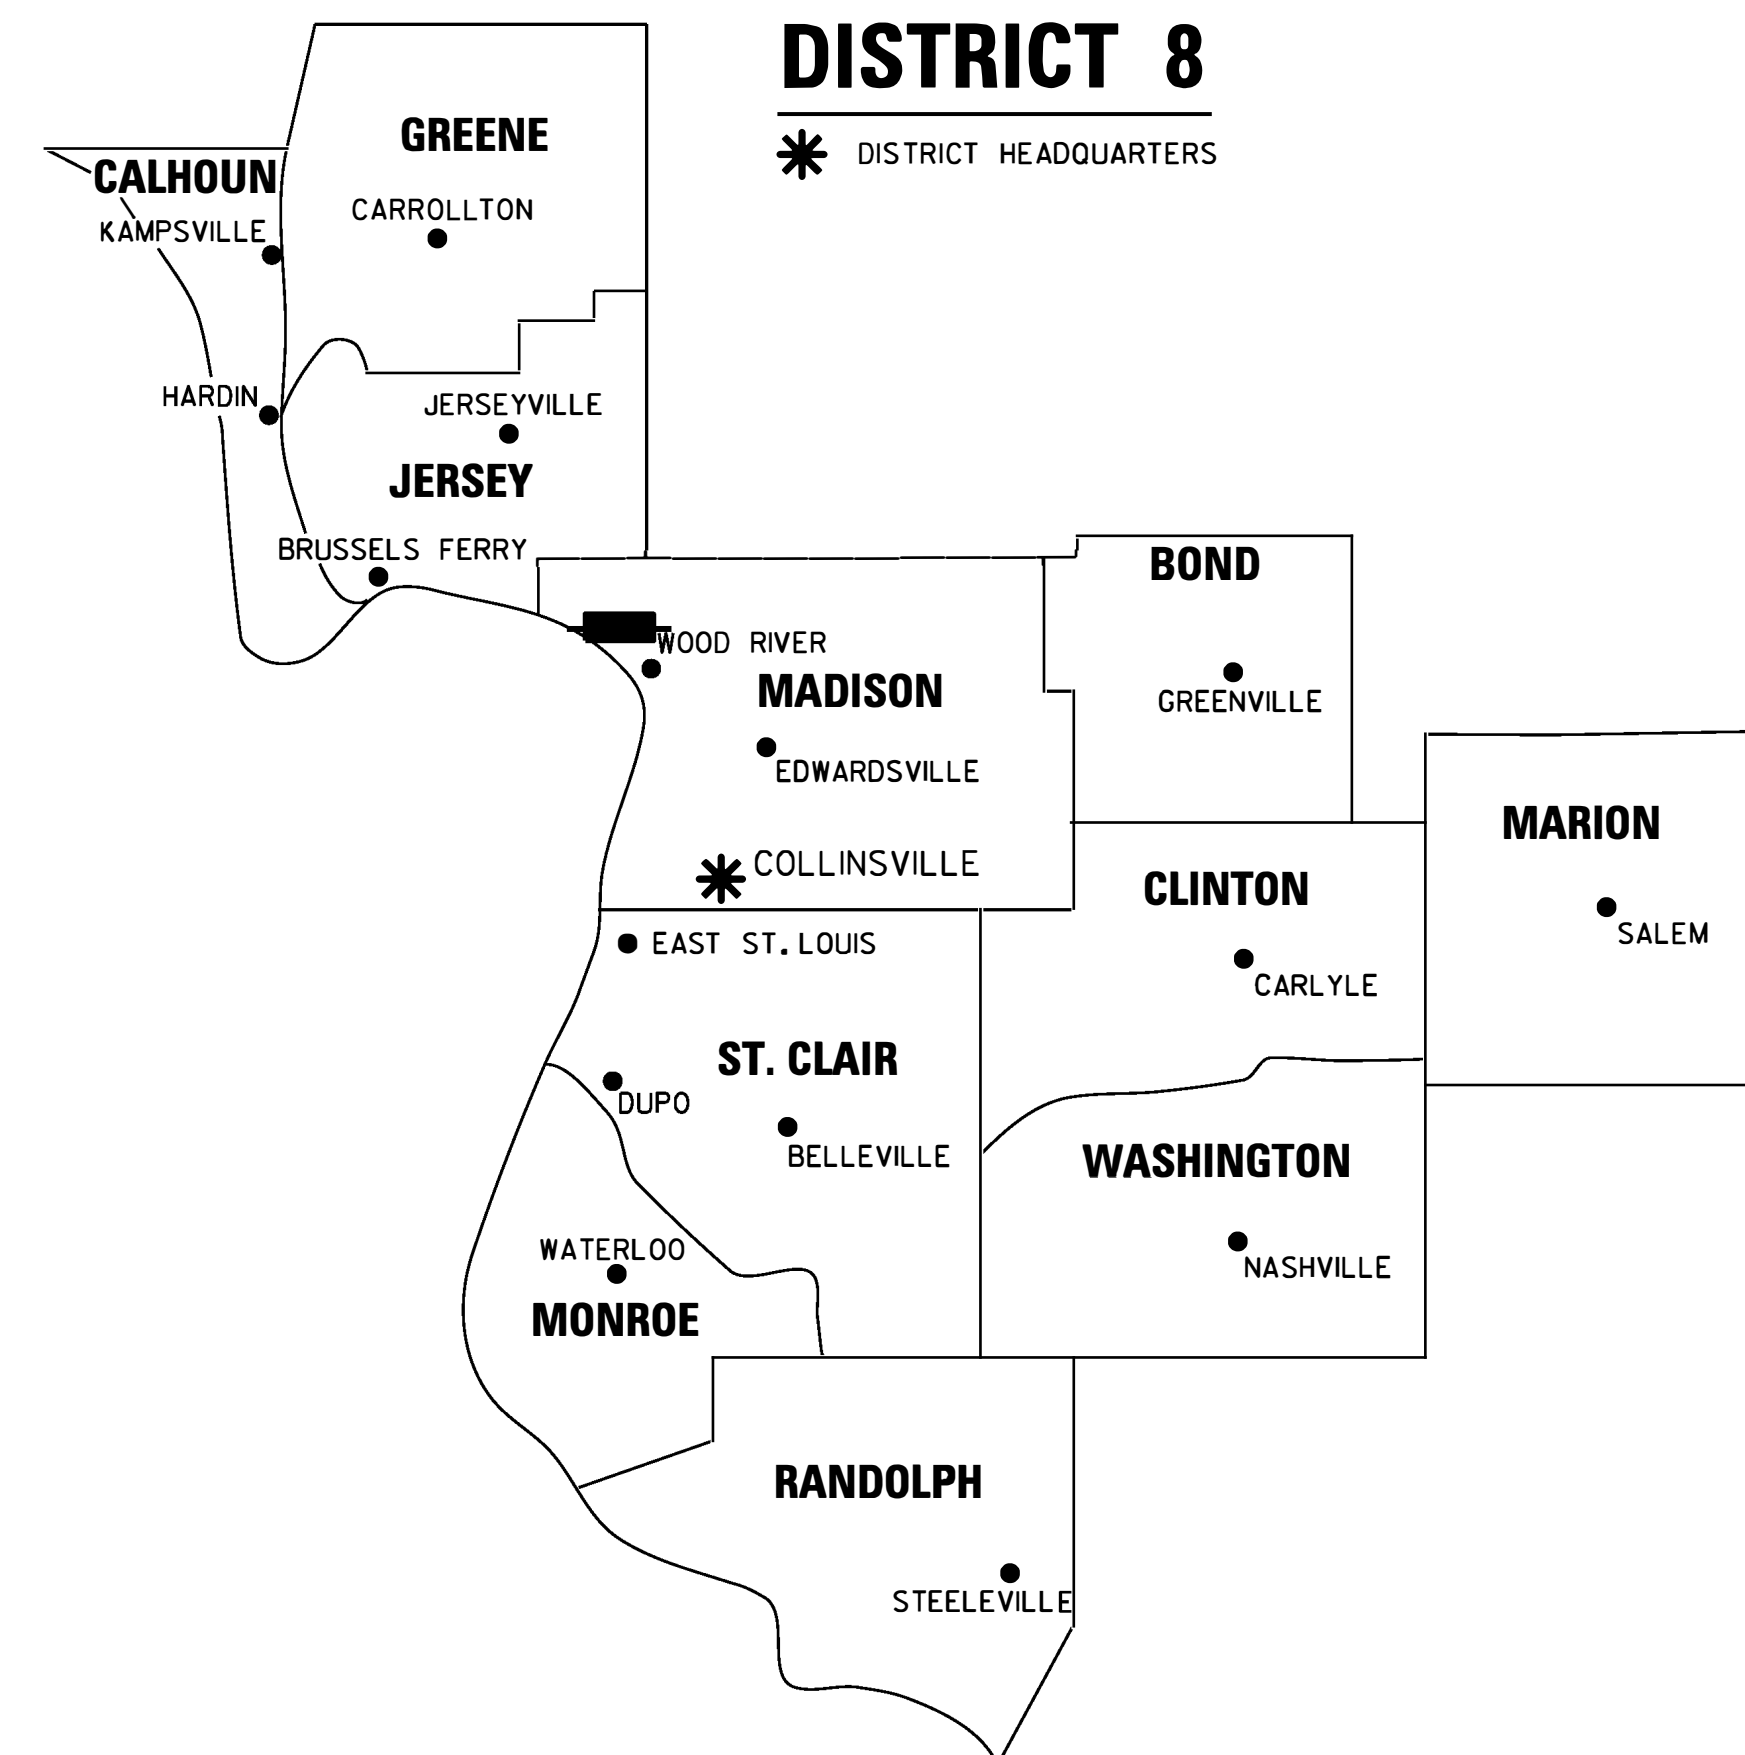 DISTRICT 8
DISTRICT HEADQUARTERS
GREENE
CALHOUN
CARROLLTON
KAMPSVILLE
HARDIN
JERSEYVILLE
JERSEY
BRUSSELS FERRY
BOND
WOOD RIVER
MADISON
GREENVILLE
EDWARDSVILLE
MARION
COLLINSVILLE
CLINTON
SALEM
EAST ST. LOUIS
CARLYLE
ST. CLAIR
DUPO
BELLEVILLE
WASHINGTON
WATERLOO
NASHVILLE
MONROE
RANDOLPH
STEELEVILLE